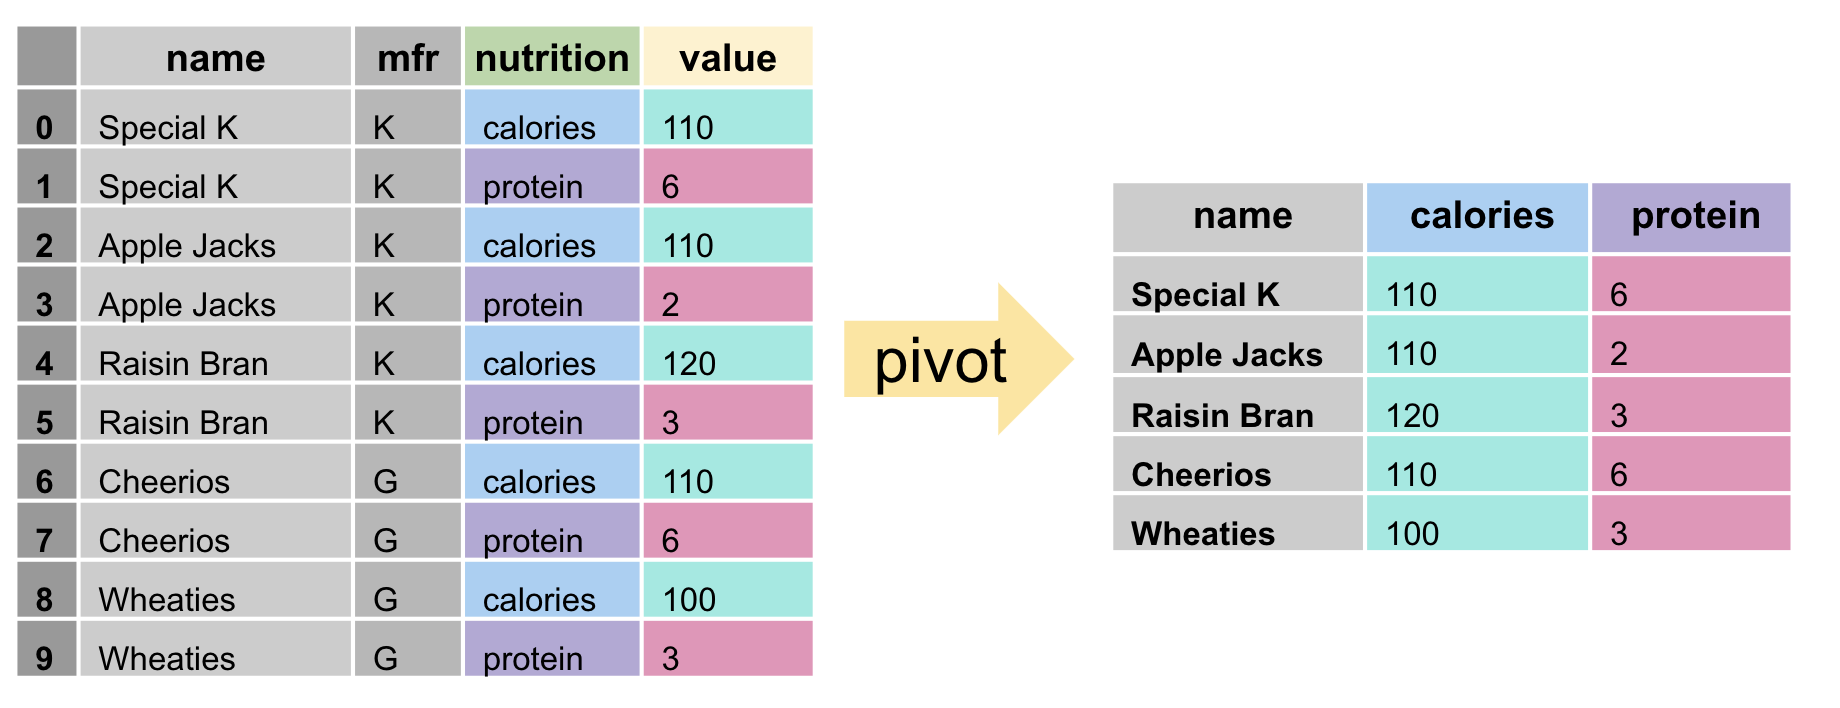 name mfr nutrition value
0 Special K K calories 110
1 Special K K protein 6
2 Apple Jacks K calories 110
3 Apple Jacks K protein 2
4 Raisin Bran K calories 120
5 Raisin Bran K protein 3
6 Cheerios G calories 110
7 Cheerios G protein 6
8 Wheaties G calories 100
9 Wheaties G protein 3
pivot
name calories protein
Special K 110 6
Apple Jacks 110 2
Raisin Bran 120 3
Cheerios 110 6
Wheaties 100 3